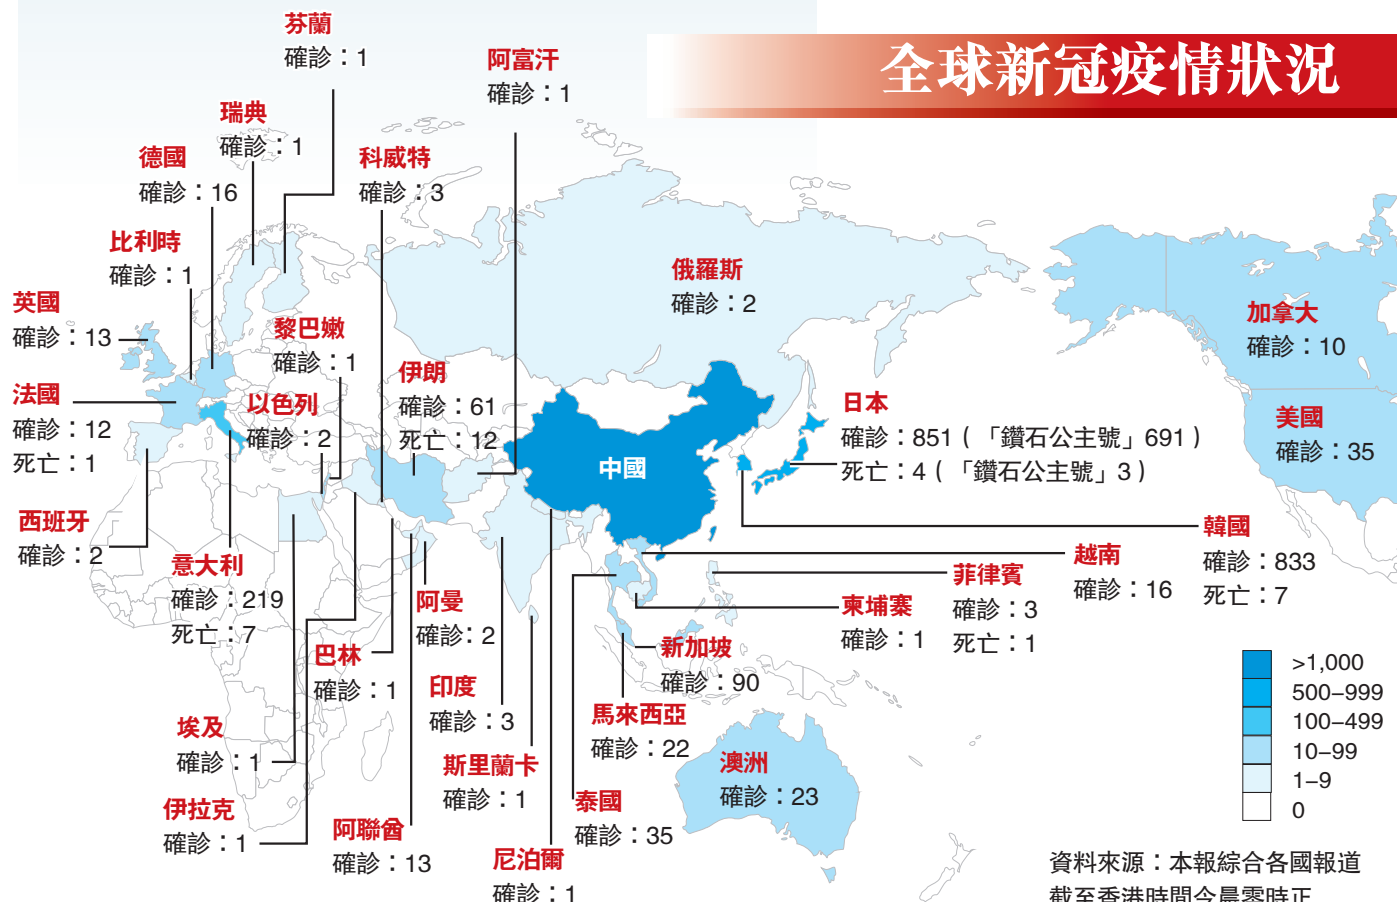 全球新冠疫情狀況
芬蘭
確診：1
阿富汗
確診：1
瑞典
確診：1
德國
確診：16
科威特
確診：3
比利時
確診：1
俄羅斯
確診：2
英國
確診：13
黎巴嫩
確診：1
加拿大
確診：10
伊朗
確診：61
死亡：12
法國
確診：12
死亡：1
以色列
確診：2
日本
確診：851（「鑽石公主號」691）
死亡：4（「鑽石公主號」3）
美國
確診：35
中國
西班牙
確診：2
意大利
確診：219
死亡：7
韓國
確診：833
死亡：7
越南
確診：16
菲律賓
確診：3
死亡：1
柬埔寨
確診：1
阿曼
確診：2
巴林
確診：1
新加坡
確診：90
印度
確診：3
馬來西亞
確診：22
埃及
確診：1
斯里蘭卡
確診：1
澳洲
確診：23
伊拉克
確診：1
泰國
確診：35
阿聯酋
確診：13
尼泊爾
確診：1
>1,000
500–999
100–499
10–99
1–9
0
資料來源：本報綜合各國報道
截至香港時間今晨零時正